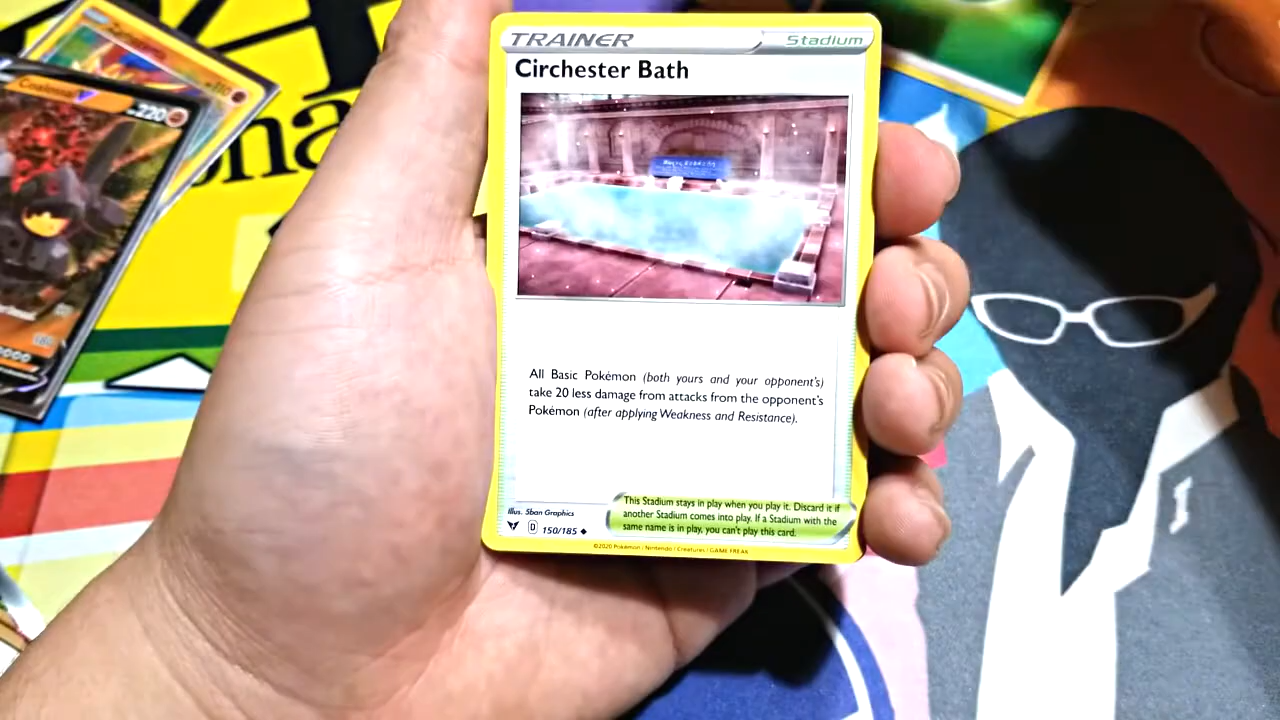 TRAINER
Stadium
Circhester Bath
All Basic Pokémon (both yours and your opponent's)
take 20 less damage from attacks from the opponent's
Pokémon (after applying Weakness and Resistance).
Illus. Sban Graphics
This Stadium stays in play when you play it. Discard it if
another Stadium comes into play. If a Stadium with the
same name is in play, you can't play this card.
D 150/185
©2020 Pokémon / Nintendo / Creatures / GAME FREAK
Coalossal V
220
180
ona